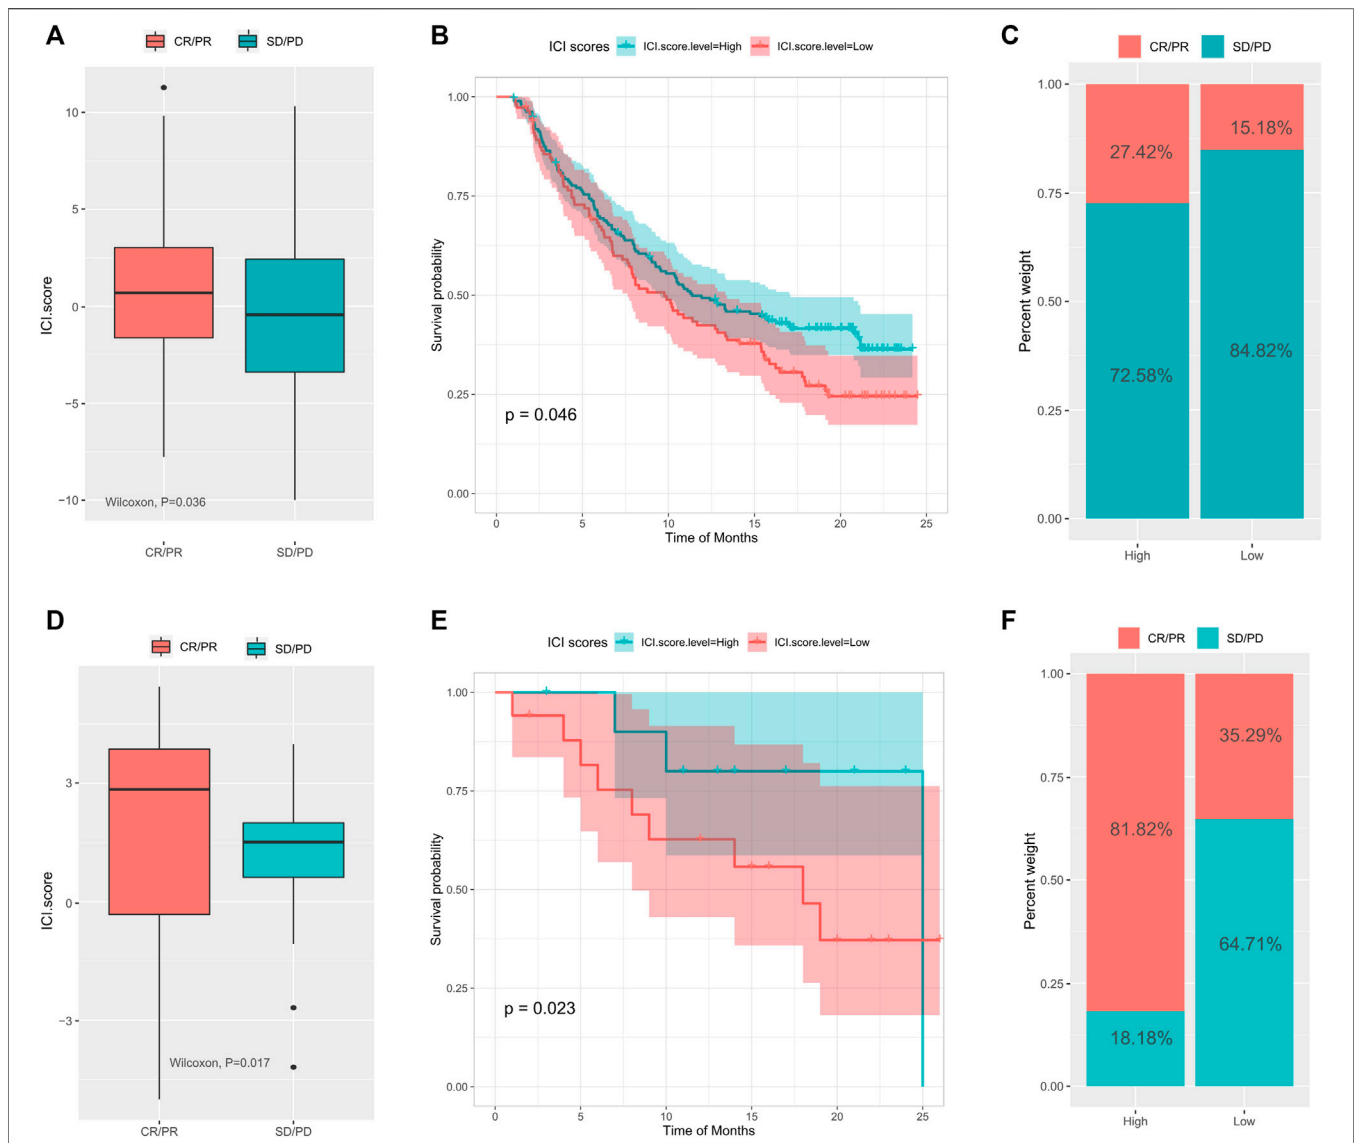 A
CR/PR SD/PD
ICI.score
10
5
0
−5
−10
Wilcoxon, P=0.036
CR/PR SD/PD
B
ICI scores ICI.score.level=High ICI.score.level=Low
Survival probability
1.00
0.75
0.50
0.25
0.00
p = 0.046
0 5 10 15 20 25
Time of Months
C
CR/PR SD/PD
Percent weight
1.00
0.75
0.50
0.25
0.00
27.42%
15.18%
72.58%
84.82%
High Low
D
CR/PR SD/PD
ICI.score
3
0
−3
Wilcoxon, P=0.017
CR/PR SD/PD
E
ICI scores ICI.score.level=High ICI.score.level=Low
Survival probability
1.00
0.75
0.50
0.25
0.00
p = 0.023
0 5 10 15 20 25
Time of Months
F
CR/PR SD/PD
Percent weight
1.00
0.75
0.50
0.25
0.00
35.29%
81.82%
64.71%
18.18%
High Low